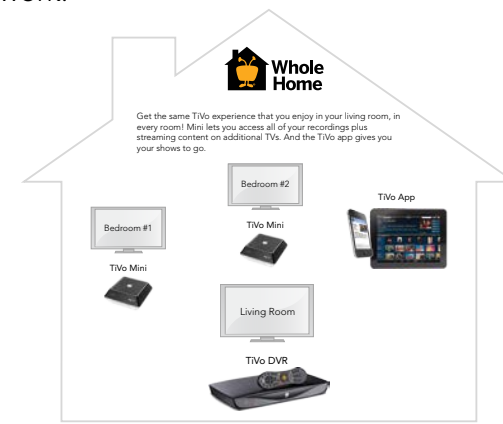 Whole
Home
Get the same TiVo experience that you enjoy in your living room, in
every room! Mini lets you access all of your recordings plus
streaming content on additional TVs. And the TiVo app gives you
your shows to go.
Bedroom #2
TiVo App
Bedroom #1
TiVo Mini
TiVo Mini
Living Room
TiVo DVR